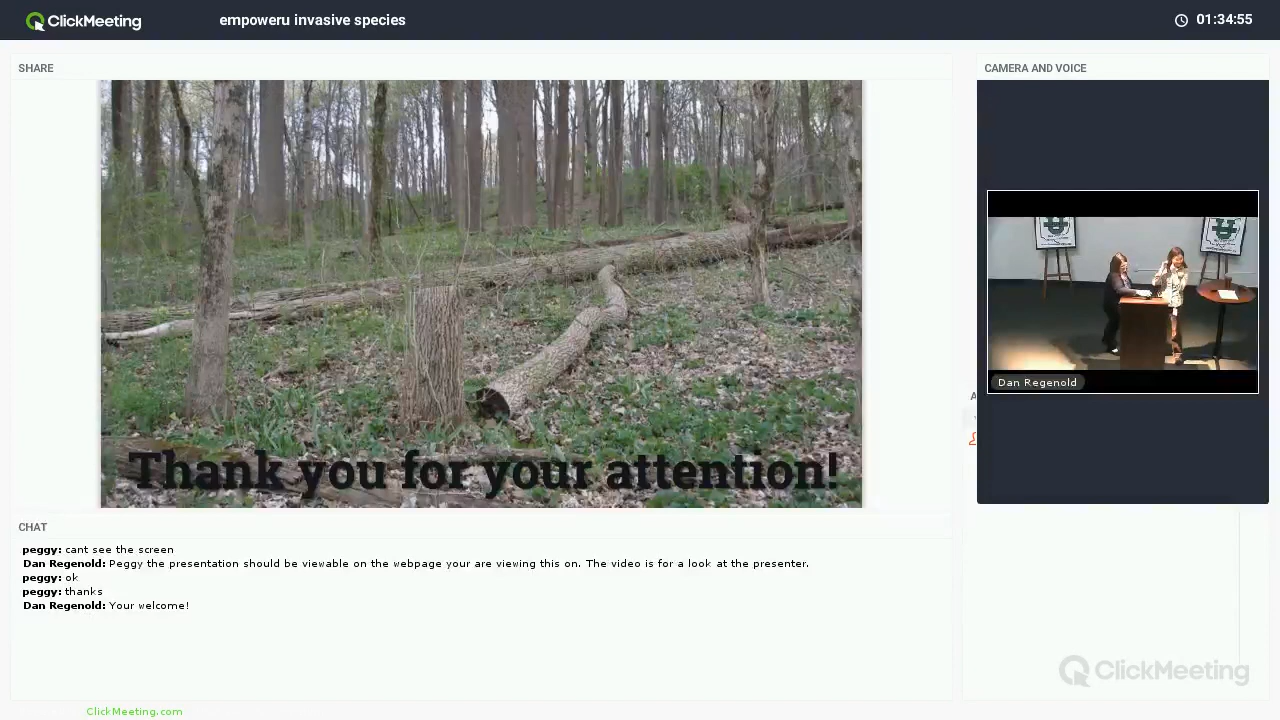 ClickMeeting
empoweru invasive species
01:34:55
SHARE
CAMERA AND VOICE
Thank you for your attention!
Dan Regenold
A
CHAT
peggy: cant see the screen
Dan Regenold: Peggy the presentation should be viewable on the webpage your are viewing this on. The video is for a look at the presenter.
peggy: ok
peggy: thanks
Dan Regenold: Your welcome!
ClickMeeting
ClickMeeting.com